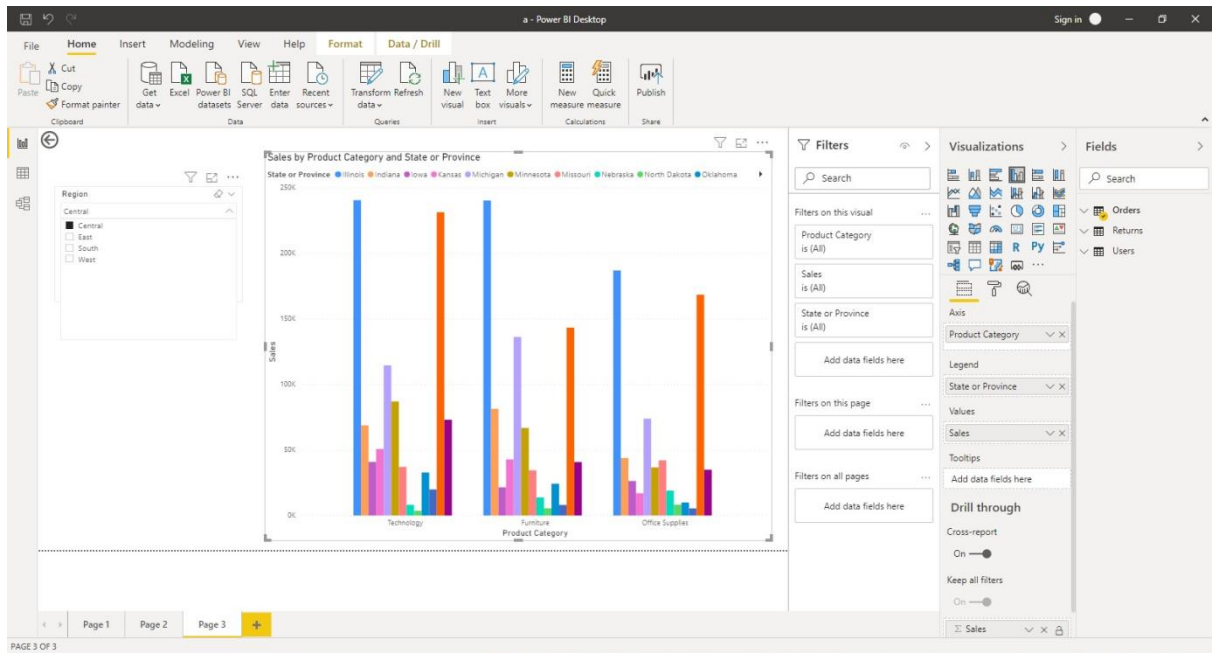 a - Power BI Desktop
Sign in
File Home Insert Modeling View Help Format Data / Drill
Paste
Cut
Copy
Format painter
Clipboard
Get data
Excel
Power BI datasets
SQL Server
Enter data
Recent sources
Data
Transform data
Refresh
Queries
New visual
Text box
More visuals
Insert
New measure
Quick measure
Calculations
Publish
Share
Region
Central
Central
East
South
West
Sales by Product Category and State or Province
State or Province Illinois Indiana Iowa Kansas Michigan Minnesota Missouri Nebraska North Dakota Oklahoma
250K
200K
150K
100K
50K
0K
Sales
Technology Furniture Office Supplies
Product Category
Filters
Search
Filters on this visual
Product Category
is (All)
Sales
is (All)
State or Province
is (All)
Add data fields here
Filters on this page
Add data fields here
Filters on all pages
Add data fields here
Visualizations
R Py
Axis
Product Category
Legend
State or Province
Values
Sales
Tooltips
Add data fields here
Drill through
Cross-report
On
Keep all filters
On
Σ Sales
Fields
Search
Orders
Returns
Users
Page 1 Page 2 Page 3 +
PAGE 3 OF 3